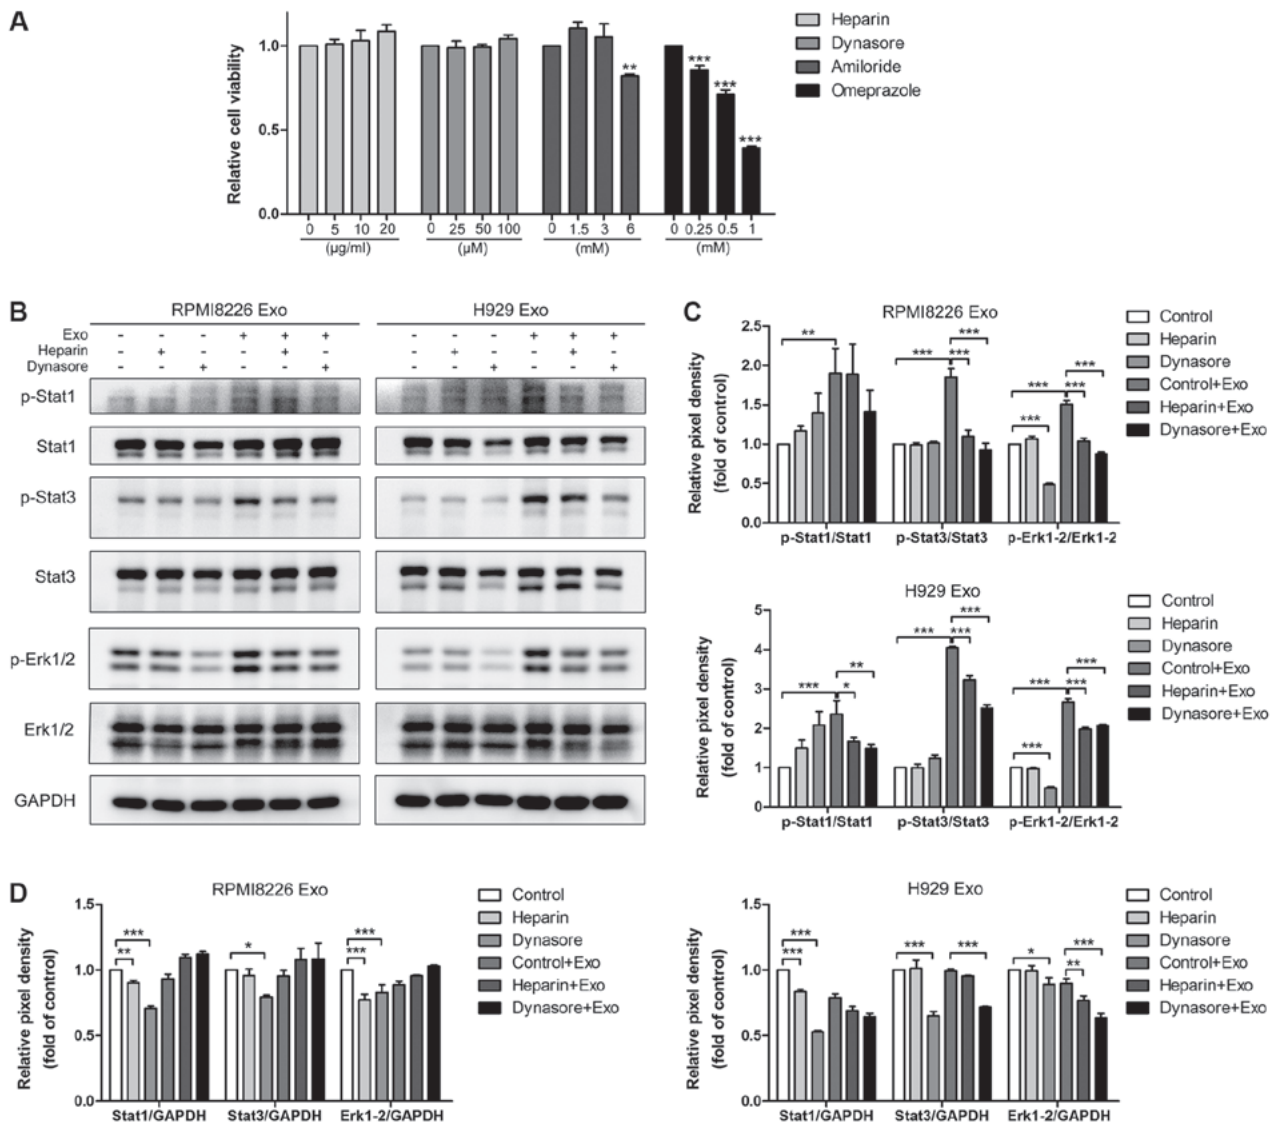 A
Relative cell viability
1.0
0.5
0.0
** *** *** ***
0 5 10 20 0 25 50 100 0 1.5 3 6 0 0.25 0.5 1
(µg/ml) (µM) (mM) (mM)
Heparin
Dynasore
Amiloride
Omeprazole
B
RPMI8226 Exo H929 Exo
Exo - - - + + + - - - + + +
Heparin - + - - + - - + - - + -
Dynasore - - + - - + - - + - - +
p-Stat1
Stat1
p-Stat3
Stat3
p-Erk1/2
Erk1/2
GAPDH
C
RPMI8226 Exo
Relative pixel density
(fold of control)
2.5
2.0
1.5
1.0
0.5
0.0
** *** *** *** *** *** *** ***
p-Stat1/Stat1 p-Stat3/Stat3 p-Erk1-2/Erk1-2
Control
Heparin
Dynasore
Control+Exo
Heparin+Exo
Dynasore+Exo
H929 Exo
Relative pixel density
(fold of control)
5
4
3
2
1
0
*** * ** *** *** *** *** *** *** ***
p-Stat1/Stat1 p-Stat3/Stat3 p-Erk1-2/Erk1-2
Control
Heparin
Dynasore
Control+Exo
Heparin+Exo
Dynasore+Exo
D
RPMI8226 Exo
Relative pixel density
(fold of control)
1.5
1.0
0.5
0.0
*** ** * *** ***
Stat1/GAPDH Stat3/GAPDH Erk1-2/GAPDH
Control
Heparin
Dynasore
Control+Exo
Heparin+Exo
Dynasore+Exo
H929 Exo
Relative pixel density
(fold of control)
1.5
1.0
0.5
0.0
*** *** *** *** * *** **
Stat1/GAPDH Stat3/GAPDH Erk1-2/GAPDH
Control
Heparin
Dynasore
Control+Exo
Heparin+Exo
Dynasore+Exo